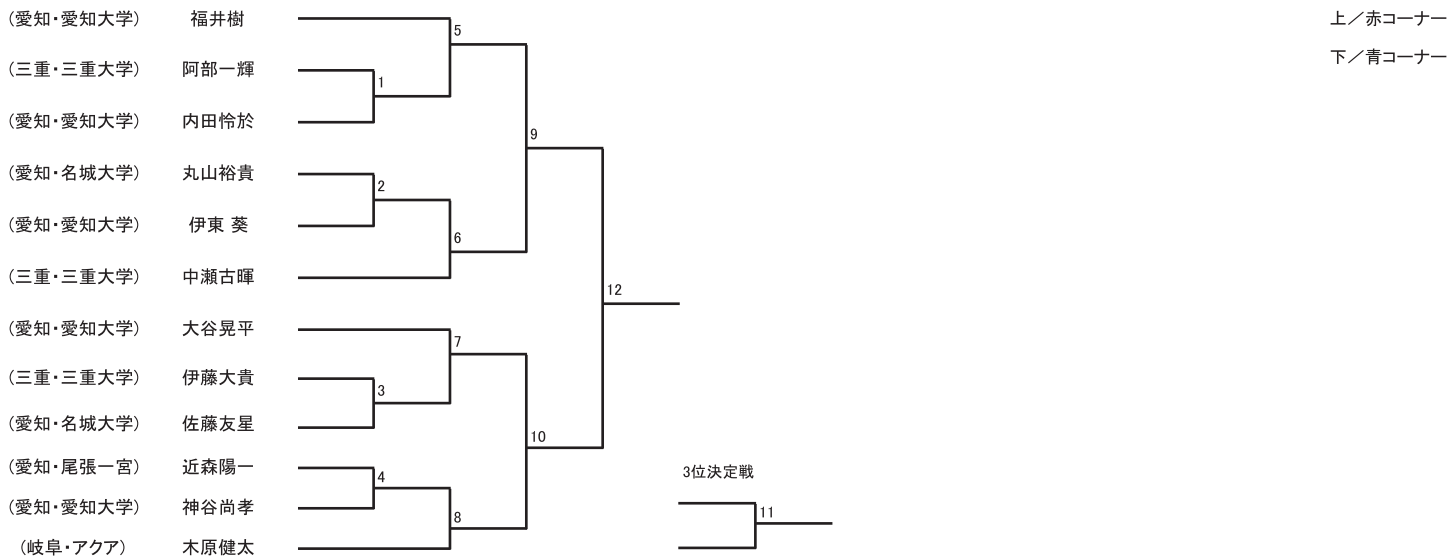 (愛知・愛知大学) 福井樹
5
上／赤コーナー
下／青コーナー
(三重・三重大学) 阿部一輝
1
(愛知・愛知大学) 内田怜於
9
(愛知・名城大学) 丸山裕貴
2
(愛知・愛知大学) 伊東 葵
6
(三重・三重大学) 中瀬古暉
12
(愛知・愛知大学) 大谷晃平
7
(三重・三重大学) 伊藤大貴
3
(愛知・名城大学) 佐藤友星
10
(愛知・尾張一宮) 近森陽一
4
3位決定戦
(愛知・愛知大学) 神谷尚孝
8
11
(岐阜・アクア) 木原健太